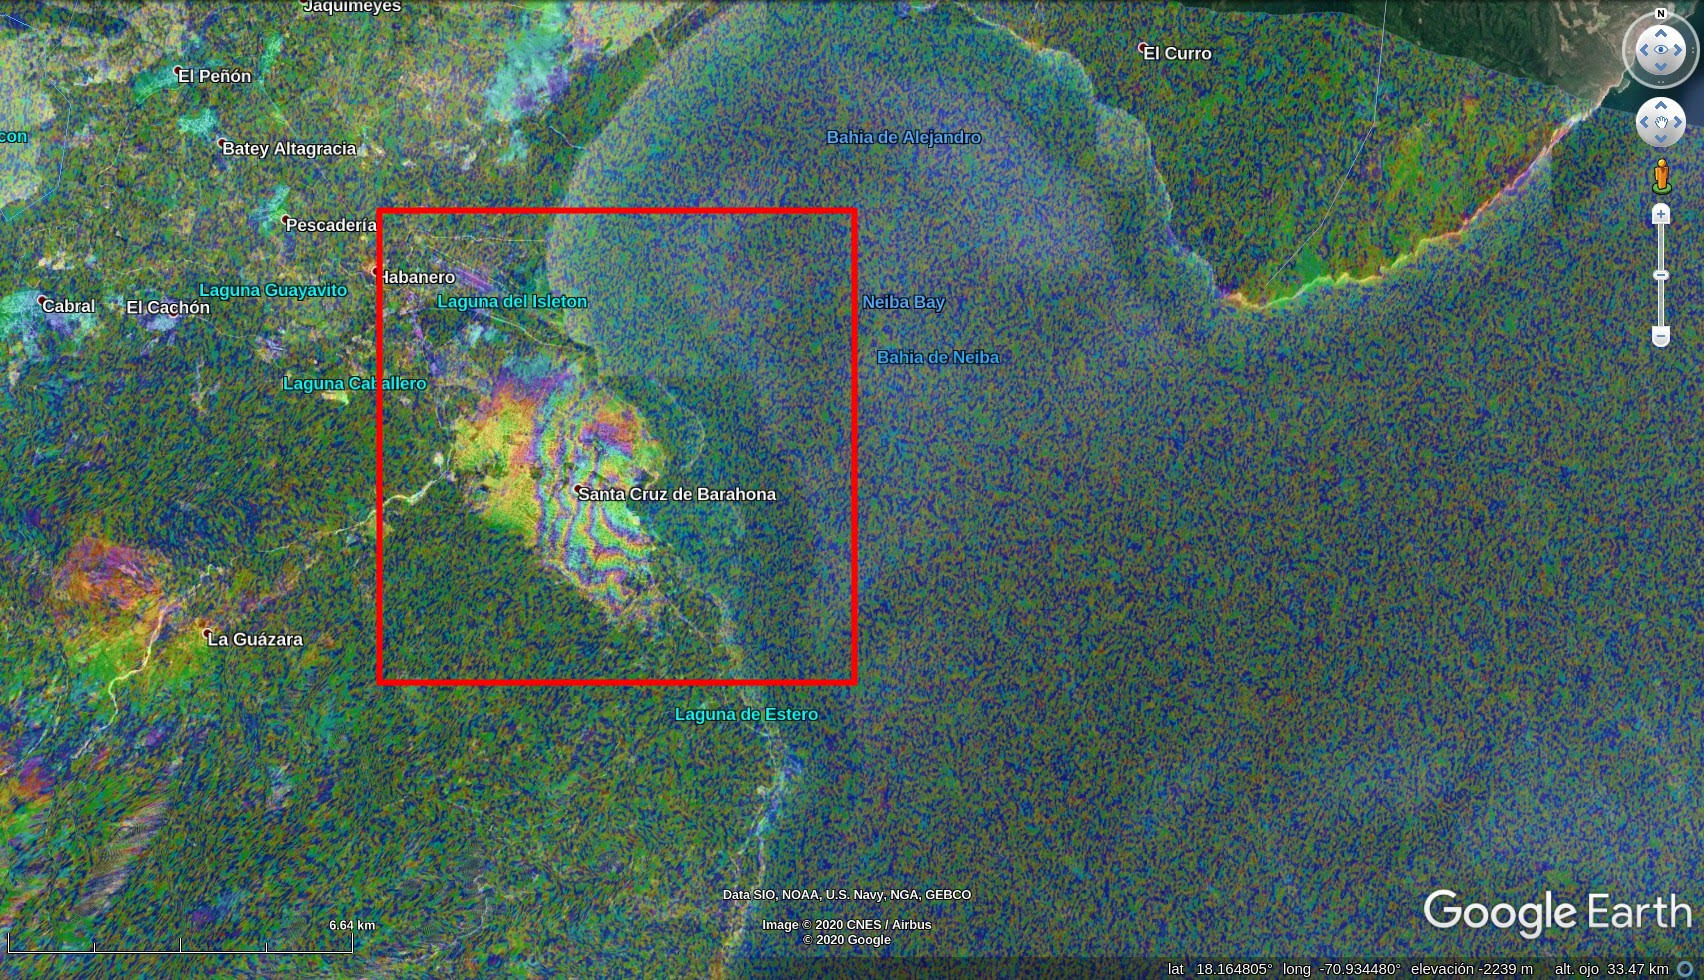 Jaquimeyes
N
El Curro
El Peñón
con
Bahia de Alejandro
Batey Altagracia
Pescadería
Habanero
Laguna Guayavito
Laguna del Isleton
Neiba Bay
Cabral
El Cachón
Bahia de Neiba
Laguna Caballero
Santa Cruz de Barahona
La Guázara
Laguna de Estero
Data SIO, NOAA, U.S. Navy, NGA, GEBCO
Image © 2020 CNES / Airbus
© 2020 Google
6.64 km
Google Earth
lat 18.164805° long -70.934480° elevación -2239 m alt. ojo 33.47 km